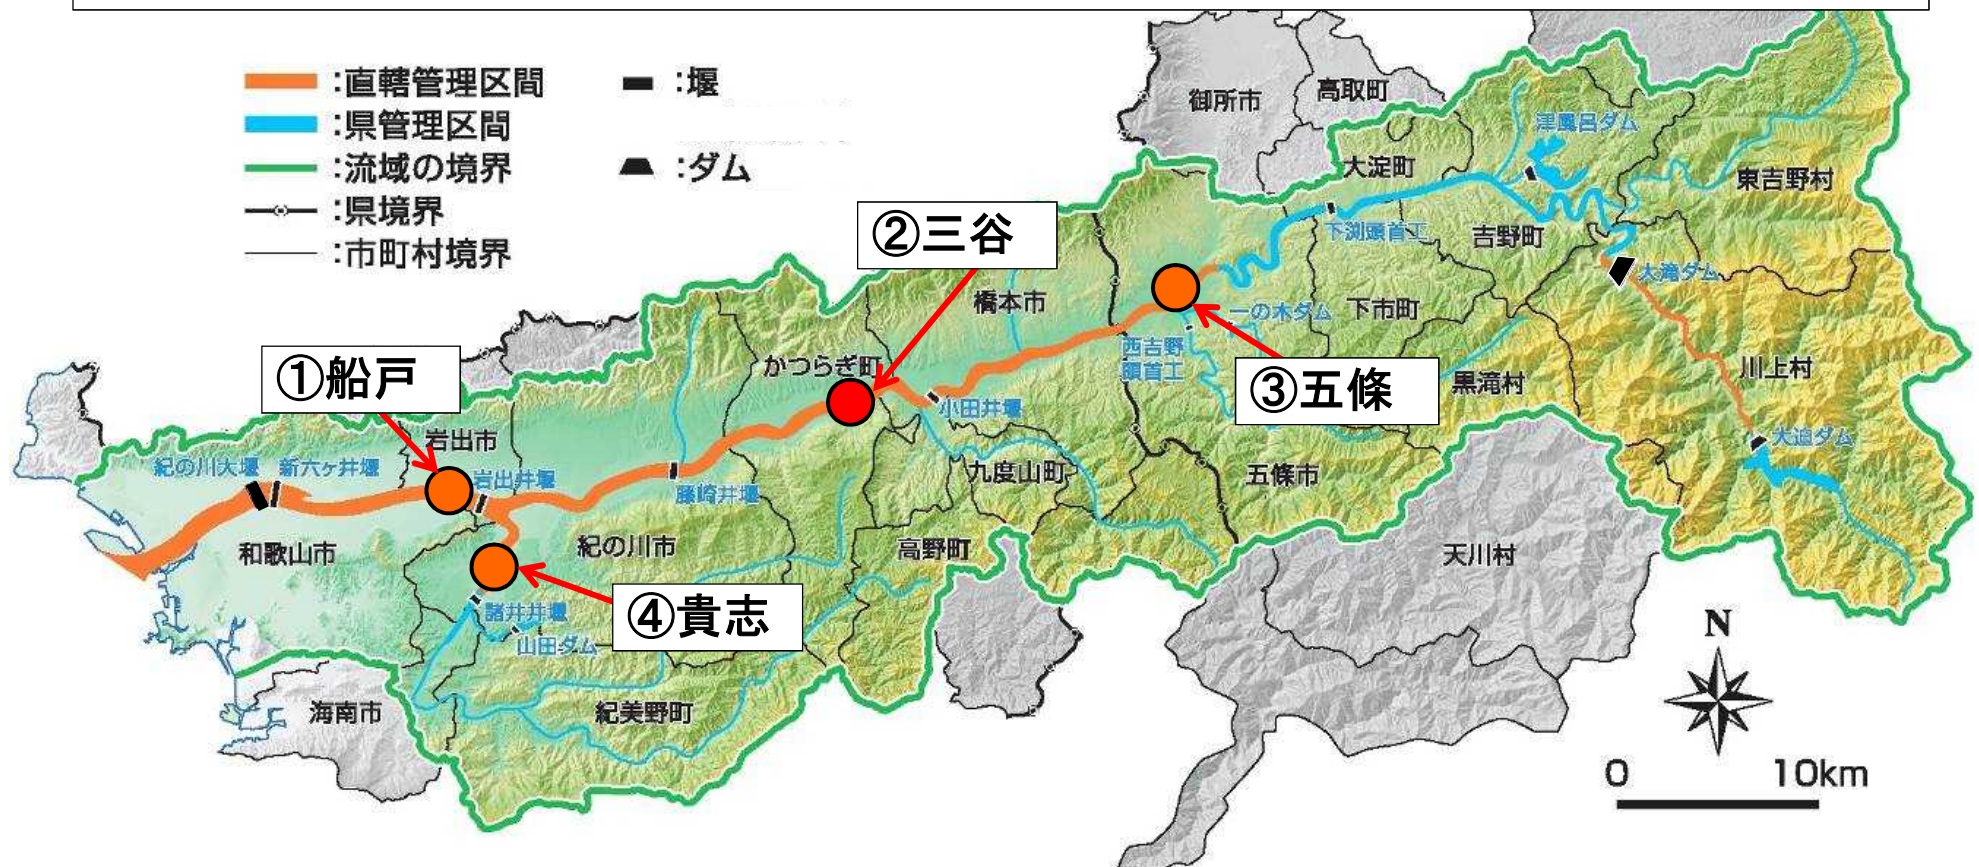 :直轄管理区間
:堰
:県管理区間
:流域の境界
:ダム
:県境界
:市町村境界
御所市
高取町
津風呂ダム
大淀町
東吉野村
②三谷
下渕頭首工
吉野町
大滝ダム
橋本市
一の木ダム
下市町
西吉野
頭首工
かつらぎ町
川上村
①船戸
③五條
黒滝村
小田井堰
岩出市
大迫ダム
紀の川大堰
新六ヶ井堰
岩出井堰
藤崎井堰
九度山町
五條市
和歌山市
紀の川市
高野町
天川村
④貴志
諸井井堰
山田ダム
海南市
紀美野町
N
0
10km